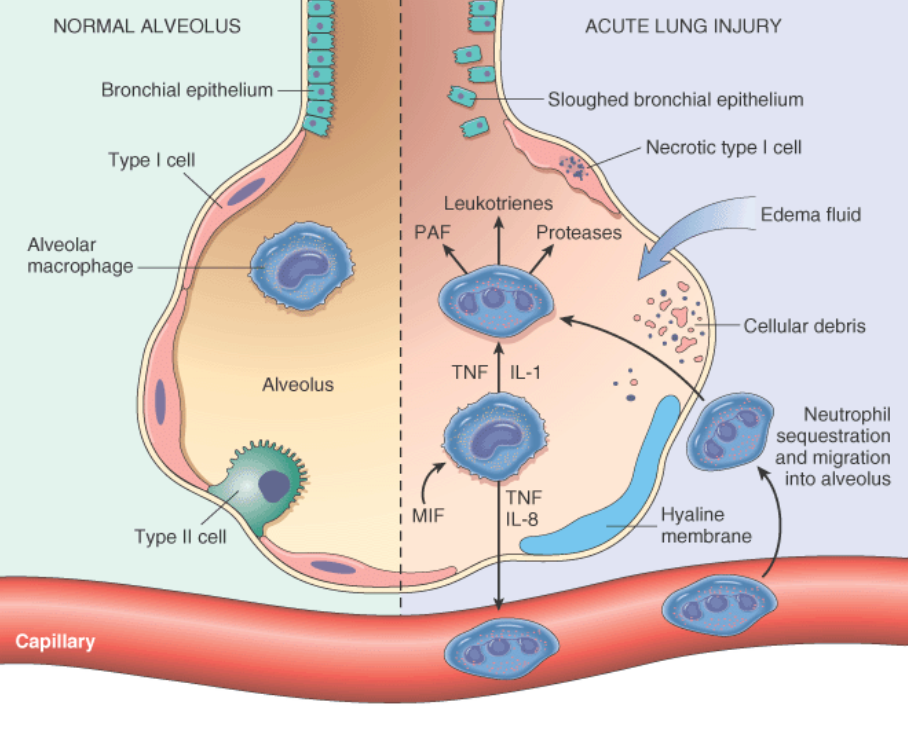 NORMAL ALVEOLUS
Bronchial epithelium
Type I cell
Alveolar
macrophage
Alveolus
Type II cell
Capillary
ACUTE LUNG INJURY
Sloughed bronchial epithelium
Necrotic type I cell
Leukotrienes
PAF
Proteases
Edema fluid
Cellular debris
TNF IL-1
Neutrophil
sequestration
and migration
into alveolus
MIF
TNF
IL-8
Hyaline
membrane